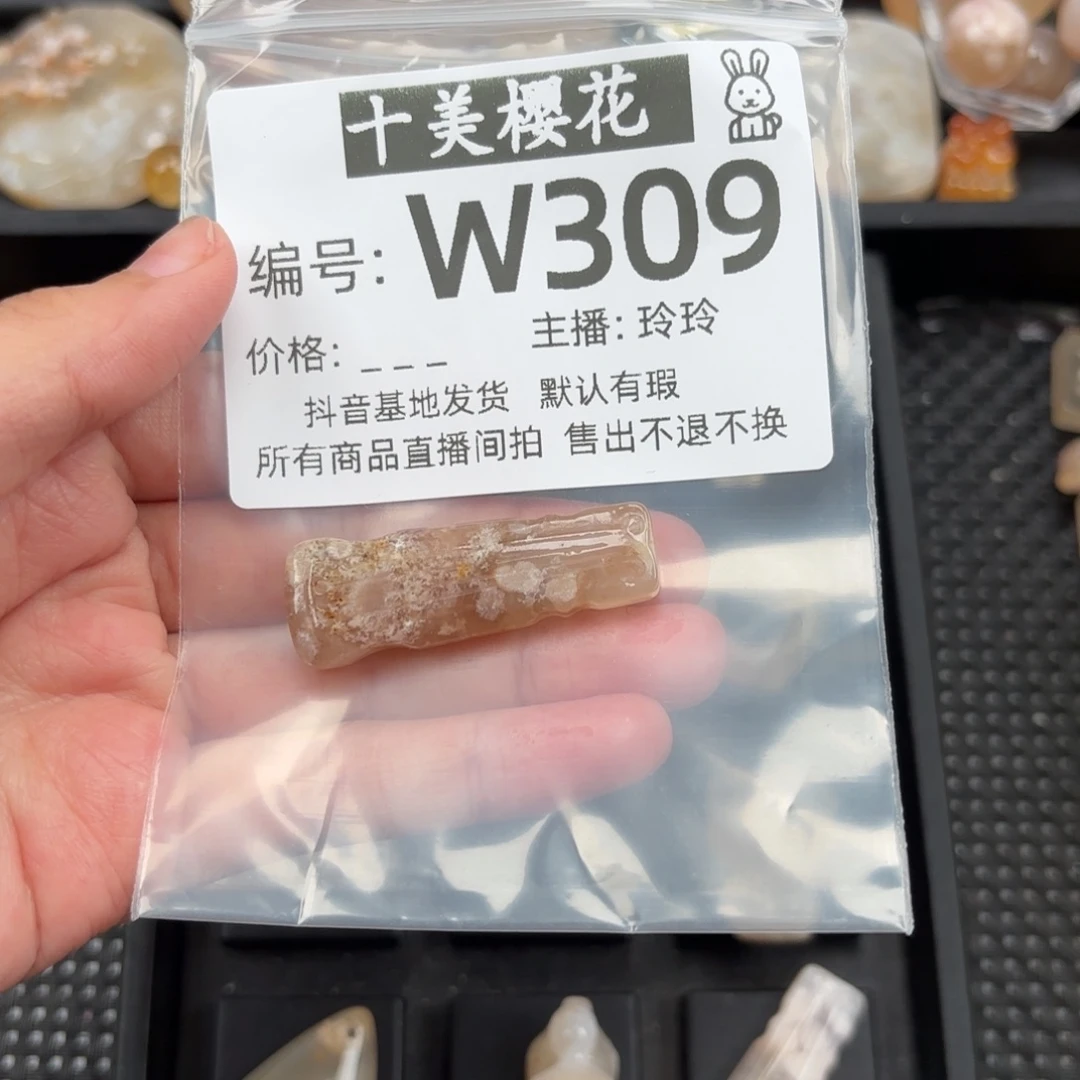 十美樱花
编号: W309
价格: _ _ _ 主播: 玲玲
抖音基地发货 默认有瑕
所有商品直播间拍 售出不退不换